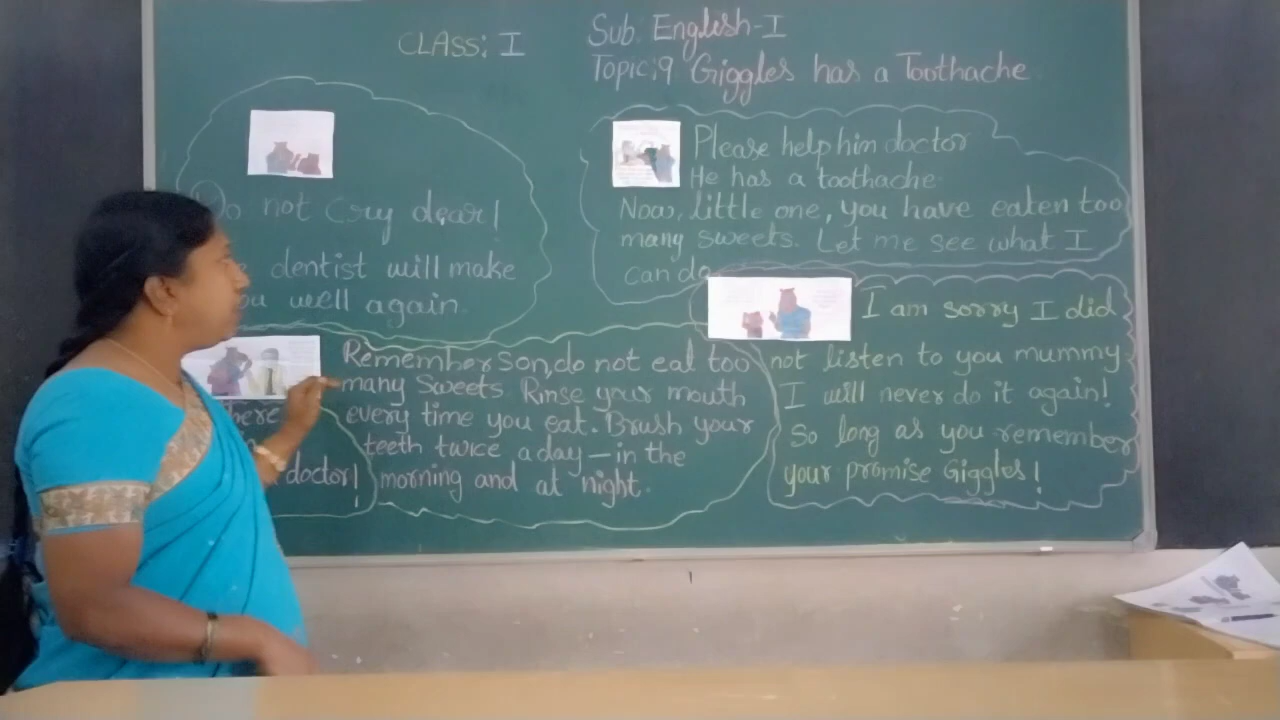 CLASS: I
Sub English-I
Topic:9 Giggles has a Toothache
not cry dear!
dentist will make
well again.
Please help him doctor
He has a toothache
Now, little one, you have eaten too
many sweets. Let me see what I
can do
Remember son, do not eat too
many sweets Rinse your mouth
every time you eat. Brush your
teeth twice a day – in the
morning and at night.
There
doctor!
I am sorry I did
not listen to you mummy
I will never do it again!
So long as you remember
your promise Giggles!